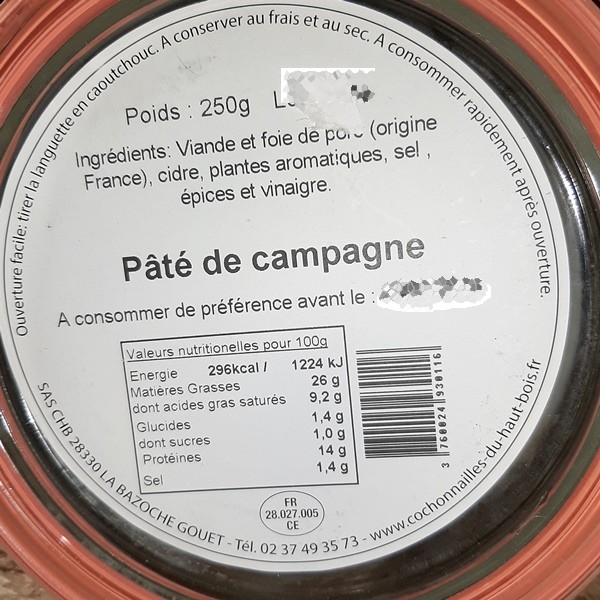 Ouverture facile: tirer la languette en caoutchouc. A conserver au frais et au sec. A consommer rapidement après ouverture.
Poids : 250g
Ingrédients: Viande et foie de porc (origine
France), cidre, plantes aromatiques, sel ,
épices et vinaigre.
Pâté de campagne
A consommer de préférence avant le :
Valeurs nutritionelles pour 100g
Energie 296kcal / 1224 kJ
Matières Grasses 26 g
dont acides gras saturés 9,2 g
Glucides 1,4 g
dont sucres 1,0 g
Protéines 14 g
Sel 1,4 g
3 760024 930116
FR
28.027.005
CE
SAS CHB 28330 LA BAZOCHE GOUET - Tél. 02 37 49 35 73 - www.cochonnailles-du-haut-bois.fr